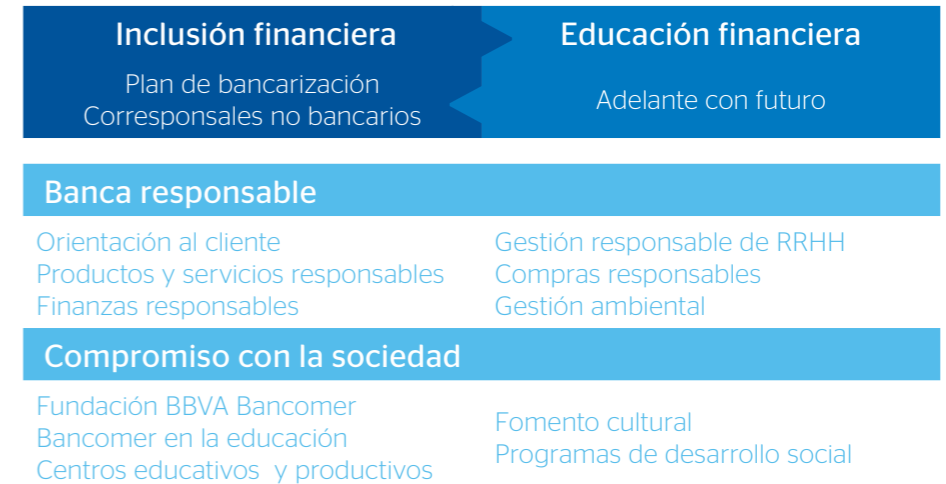 Inclusión financiera
Plan de bancarización
Corresponsales no bancarios
Educación financiera
Adelante con futuro
Banca responsable
Orientación al cliente
Productos y servicios responsables
Finanzas responsables
Gestión responsable de RRHH
Compras responsables
Gestión ambiental
Compromiso con la sociedad
Fundación BBVA Bancomer
Bancomer en la educación
Centros educativos y productivos
Fomento cultural
Programas de desarrollo social